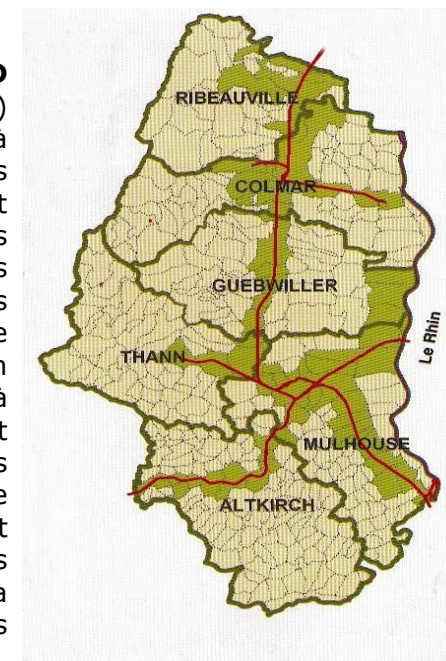 RIBEAUVILLE
COLMAR
GUEBWILLER
Le Rhin
THANN
MULHOUSE
ALTKIRCH